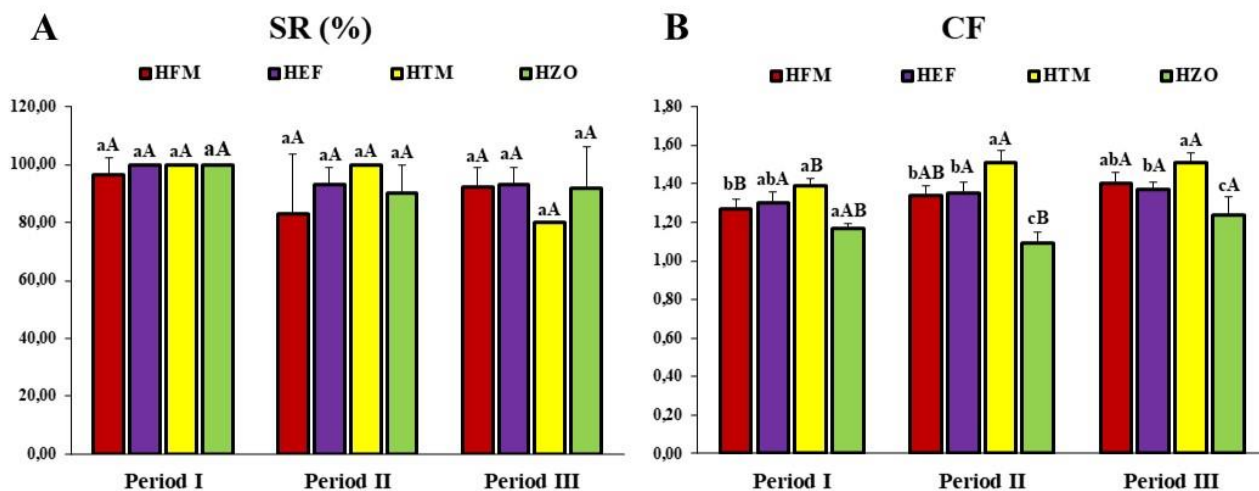 A SR (%)
HFM HEF HTM HZO
120,00
100,00
80,00
60,00
40,00
20,00
0,00
aA aA aA aA
aA aA aA aA
aA aA aA aA
Period I Period II Period III
B CF
HFM HEF HTM HZO
1,80
1,60
1,40
1,20
1,00
0,80
0,60
0,40
0,20
0,00
bB abA aB aAB
bAB bA aA cB
abA bA aA cA
Period I Period II Period III